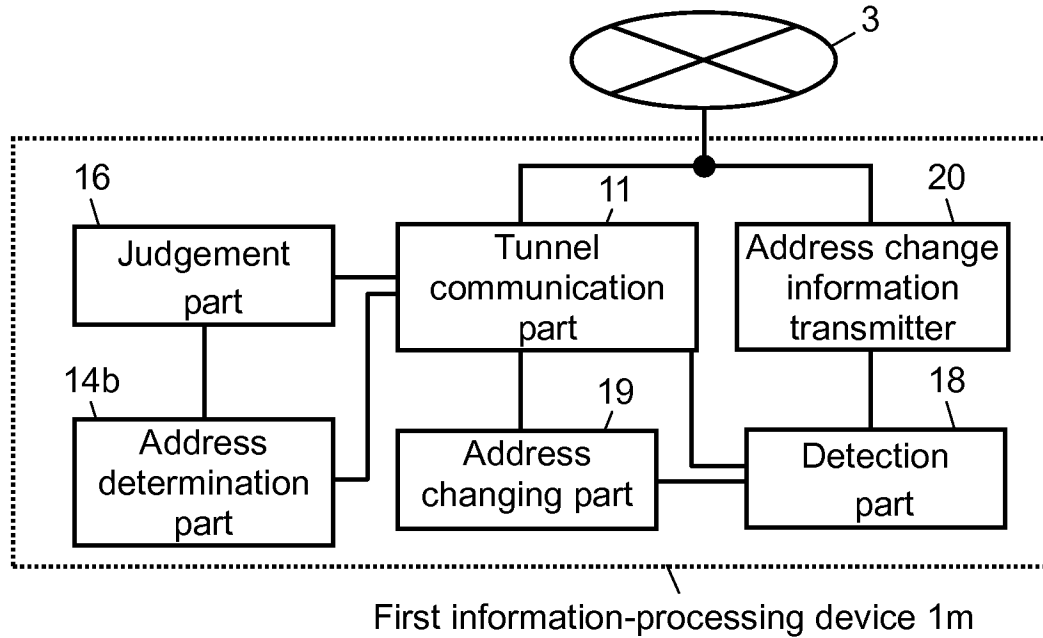 3
16
11
20
Judgement
part
Tunnel
communication
part
Address change
information
transmitter
14b
19
18
Address
determination
part
Address
changing part
Detection
part
First information-processing device 1m